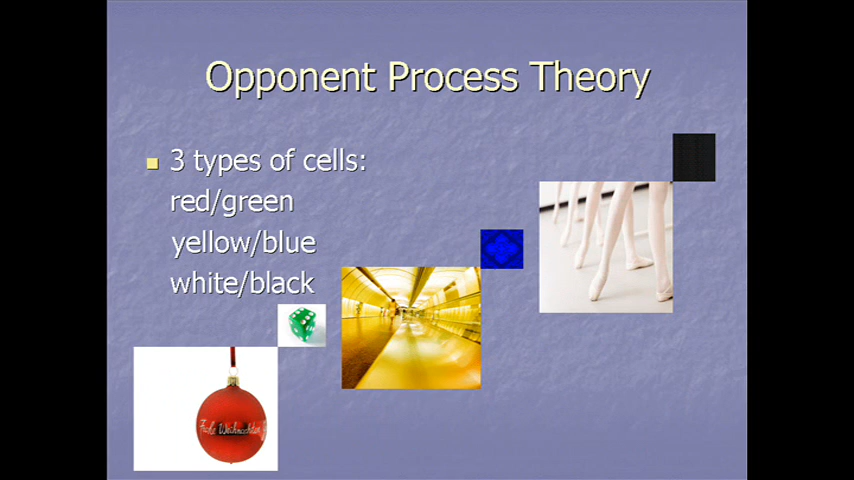 Opponent Process Theory
3 types of cells:
red/green
yellow/blue
white/black
Frohe Weihnachten